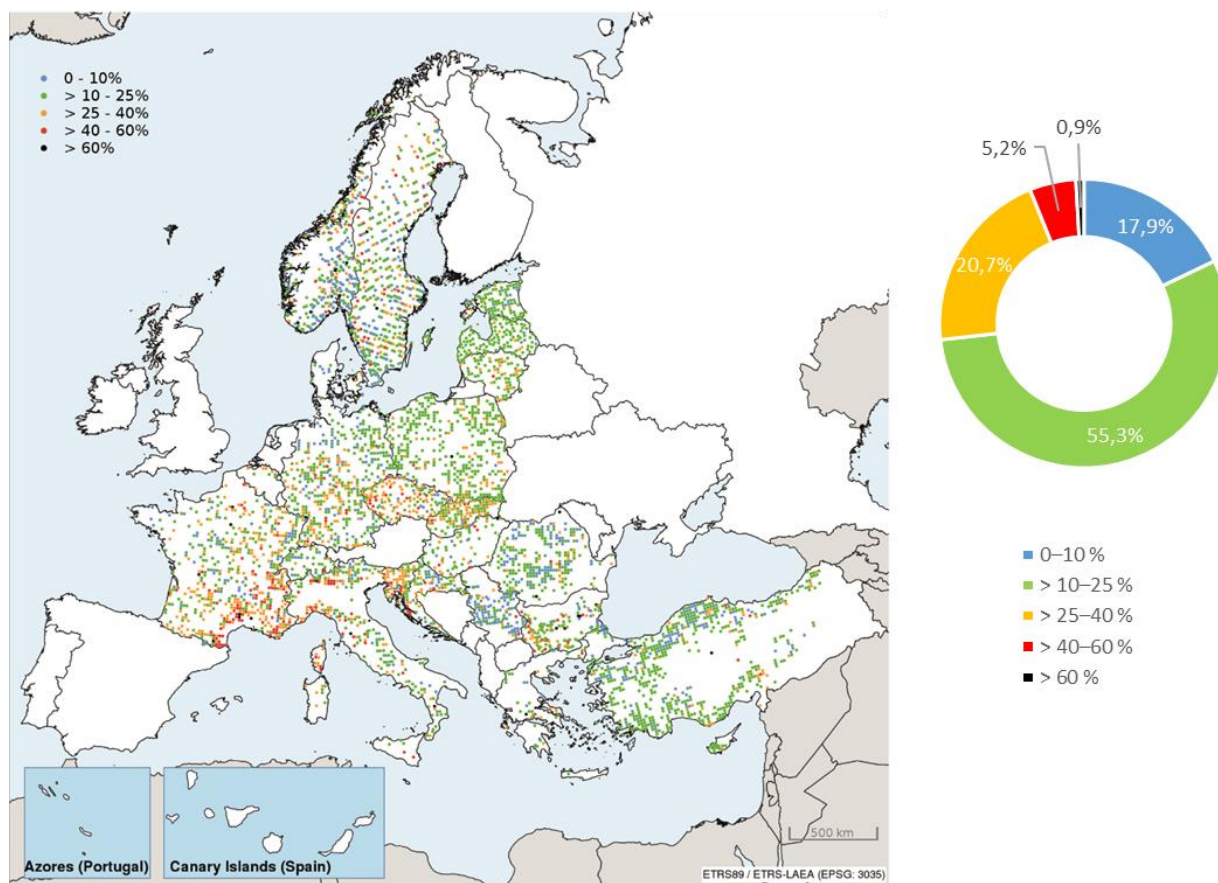 0 - 10%
> 10 - 25%
> 25 - 40%
> 40 - 60%
> 60%
Azores (Portugal)
Canary Islands (Spain)
500 km
ETRS89 / ETRS-LAEA (EPSG: 3035)
0,9%
5,2%
17,9%
20,7%
55,3%
0–10 %
> 10–25 %
> 25–40 %
> 40–60 %
> 60 %